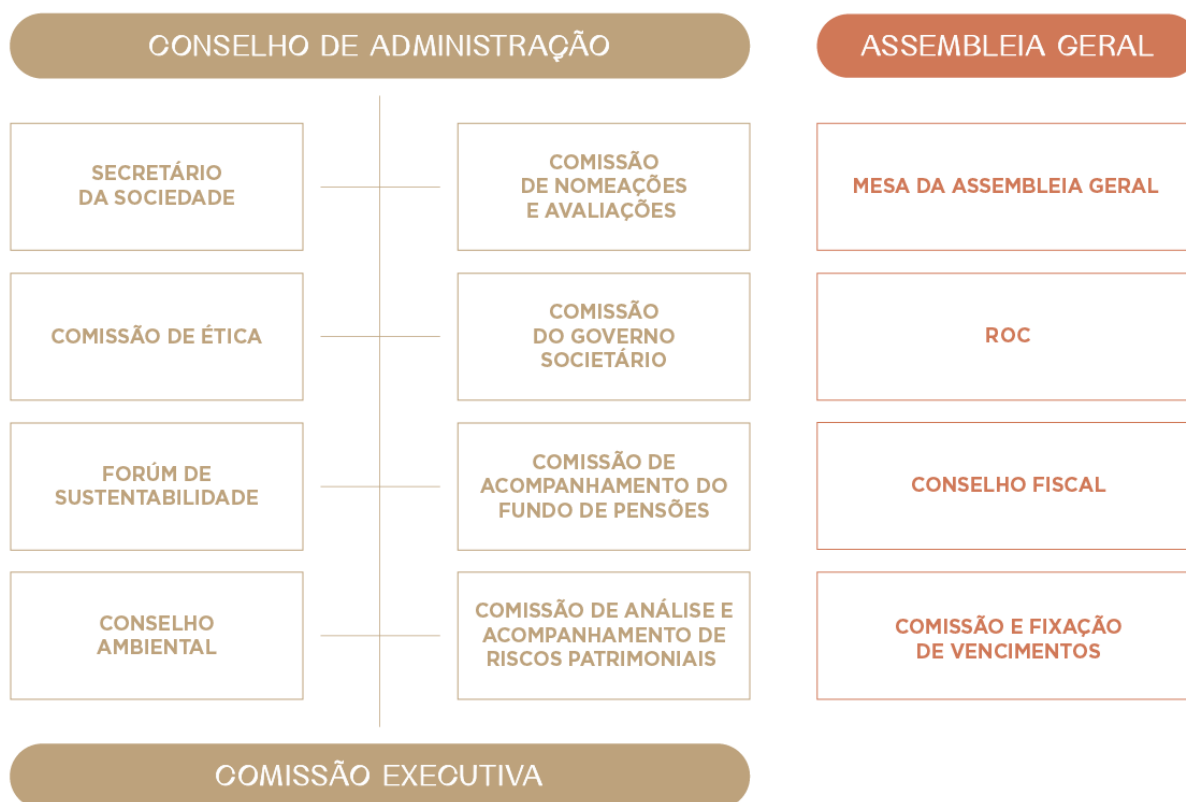 CONSELHO DE ADMINISTRAÇÃO
ASSEMBLEIA GERAL
SECRETÁRIO
DA SOCIEDADE
COMISSÃO
DE NOMEAÇÕES
E AVALIAÇÕES
MESA DA ASSEMBLEIA GERAL
COMISSÃO DE ÉTICA
COMISSÃO
DO GOVERNO
SOCIETÁRIO
ROC
FORÚM DE
SUSTENTABILIDADE
COMISSÃO DE
ACOMPANHAMENTO DO
FUNDO DE PENSÕES
CONSELHO FISCAL
CONSELHO
AMBIENTAL
COMISSÃO DE ANÁLISE E
ACOMPANHAMENTO DE
RISCOS PATRIMONIAIS
COMISSÃO E FIXAÇÃO
DE VENCIMENTOS
COMISSÃO EXECUTIVA